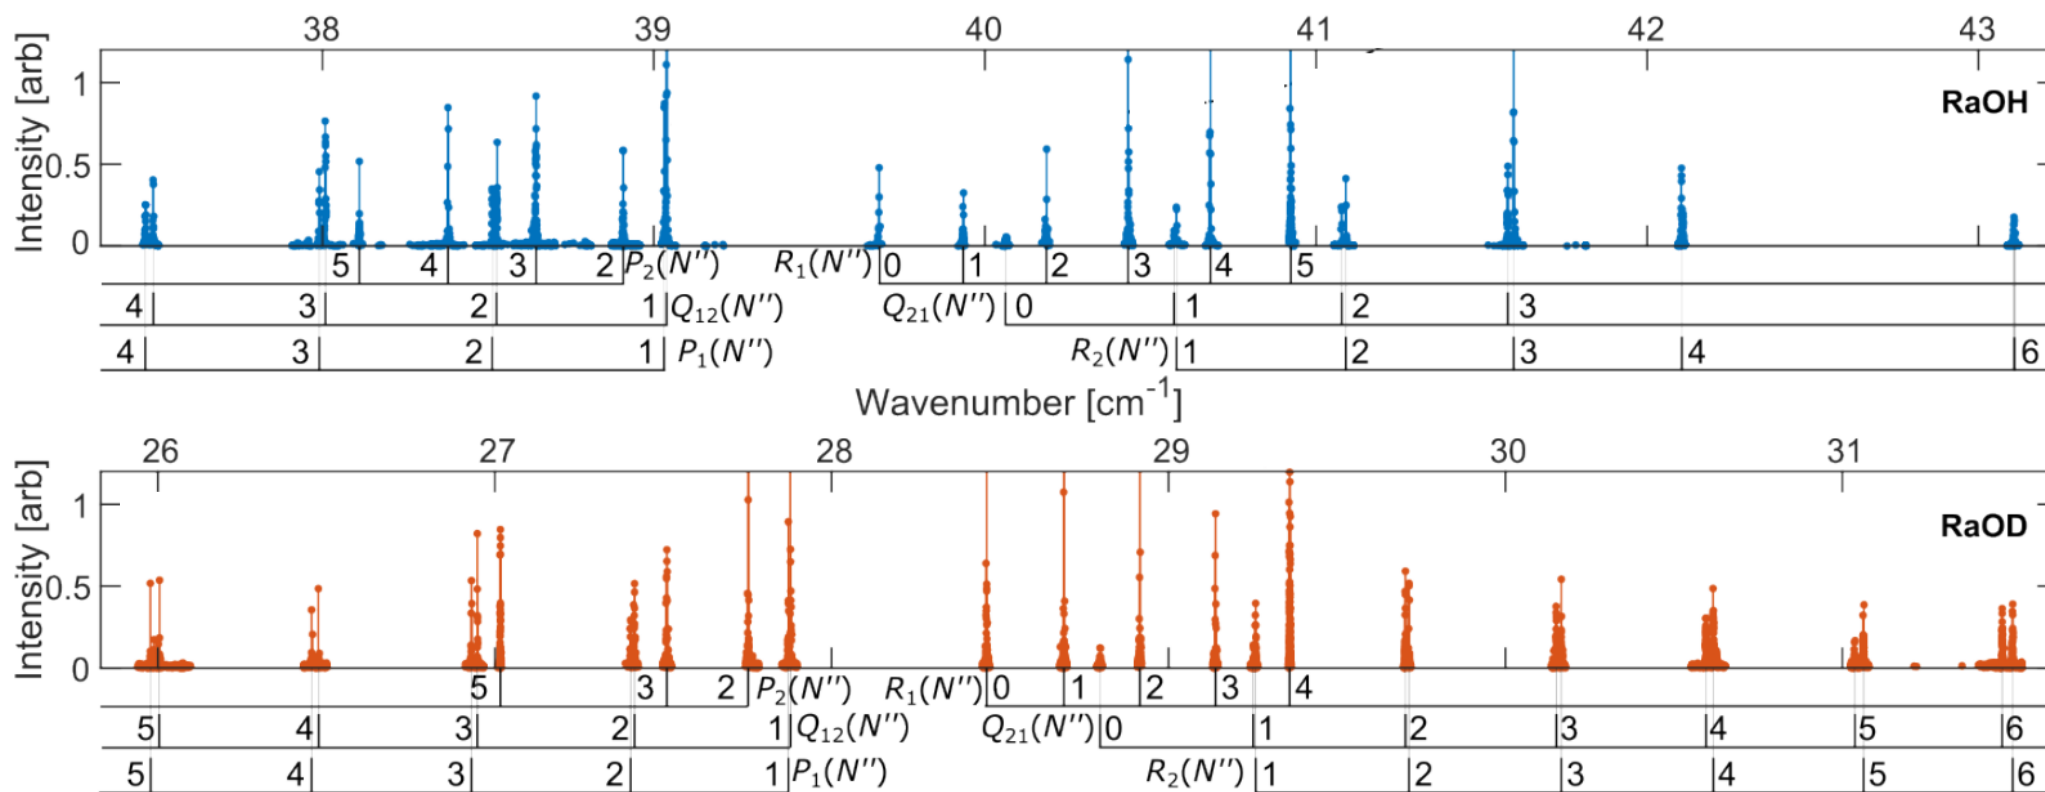 38 39 40 41 42 43
Intensity [arb]
1
0.5
0
RaOH
5 4 3 2 P₂(N'') R₁(N'') 0 1 2 3 4 5
4 3 2 1 Q₁₂(N'') Q₂₁(N'') 0 1 2 3
4 3 2 1 P₁(N'') R₂(N'') 1 2 3 4 6
Wavenumber [cm⁻¹]
26 27 28 29 30 31
Intensity [arb]
1
0.5
0
RaOD
5 3 2 P₂(N'') R₁(N'') 0 1 2 3 4
5 4 3 2 1 Q₁₂(N'') Q₂₁(N'') 0 1 2 3 4 5 6
5 4 3 2 1 P₁(N'') R₂(N'') 1 2 3 4 5 6